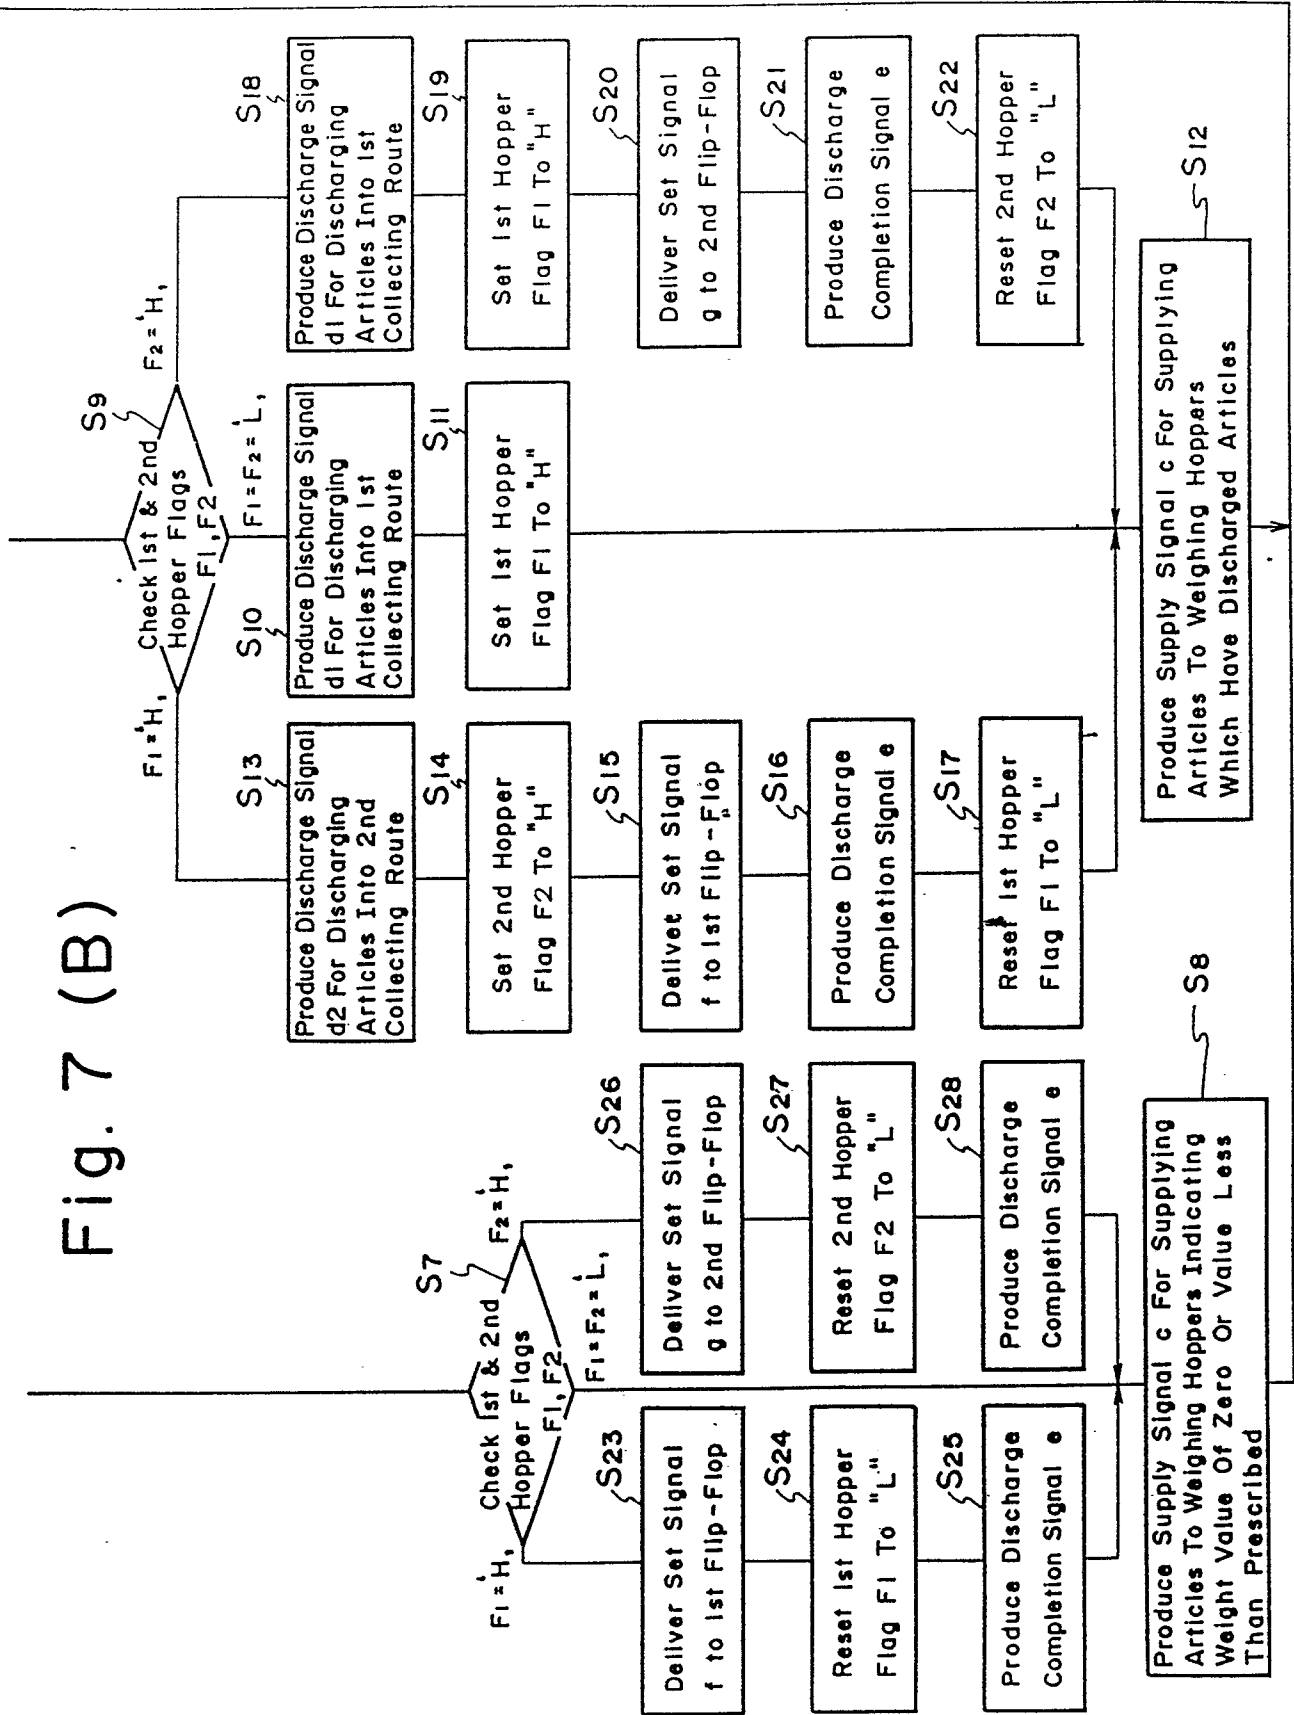 Fig. 7 (B)
S7
Check 1st & 2nd
Hopper Flags
F1, F2
F1='H'
F2='H'
F1=F2='L'
S23
Deliver Set Signal
f to 1st Flip-Flop
S24
Reset 1st Hopper
Flag F1 To "L"
S25
Produce Discharge
Completion Signal e
S26
Deliver Set Signal
g to 2nd Flip-Flop
S27
Reset 2nd Hopper
Flag F2 To "L"
S28
Produce Discharge
Completion Signal e
S8
Produce Supply Signal c For Supplying
Articles To Weighing Hoppers Indicating
Weight Value Of Zero Or Value Less
Than Prescribed
S9
Check 1st & 2nd
Hopper Flags
F1, F2
F1='H'
F2='H'
F1=F2='L'
S13
Produce Discharge Signal
d2 For Discharging
Articles Into 2nd
Collecting Route
S14
Set 2nd Hopper
Flag F2 To "H"
S15
Delivet Set Signal
f to 1st Flip-Flop
S16
Produce Discharge
Completion Signal e
S17
Reset 1st Hopper
Flag F1 To "L"
S10
Produce Discharge Signal
d1 For Discharging
Articles Into 1st
Collecting Route
S11
Set 1st Hopper
Flag F1 To "H"
S18
Produce Discharge Signal
d1 For Discharging
Articles Into 1st
Collecting Route
S19
Set 1st Hopper
Flag F1 To "H"
S20
Deliver Set Signal
g to 2nd Flip-Flop
S21
Produce Discharge
Completion Signal e
S22
Reset 2nd Hopper
Flag F2 To "L"
S12
Produce Supply Signal c For Supplying
Articles To Weighing Hoppers
Which Have Discharged Articles